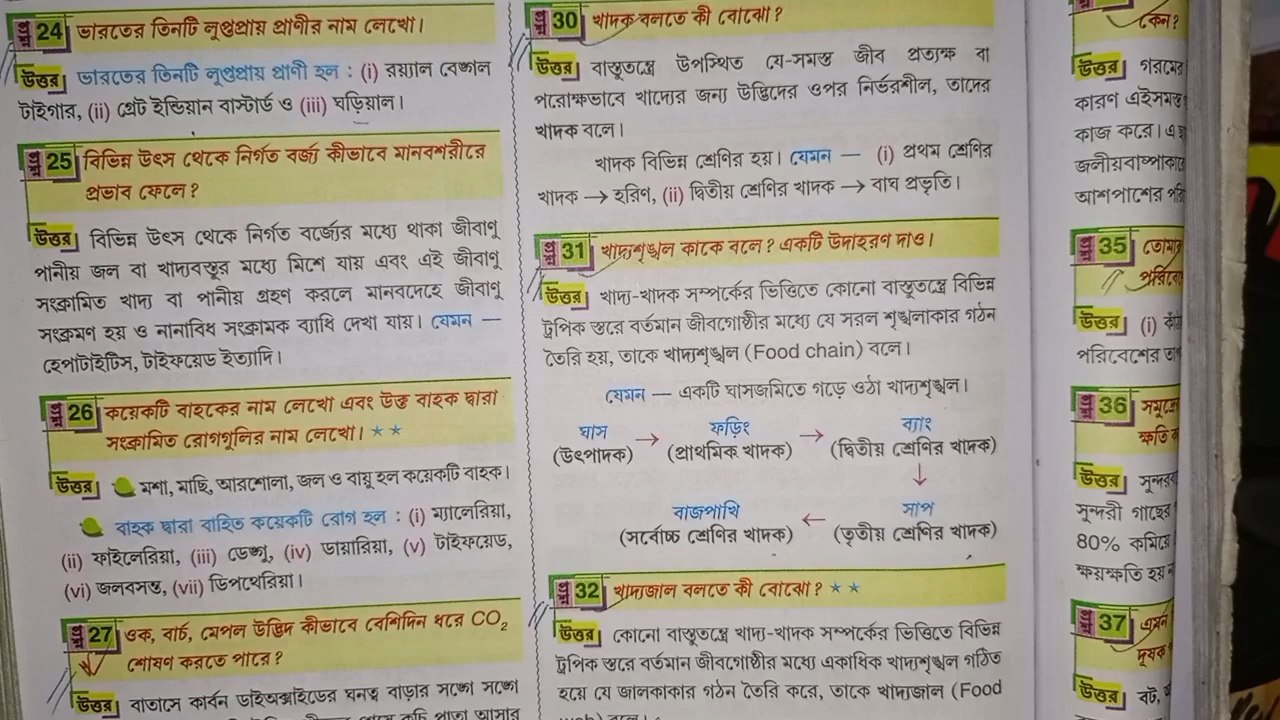 প্রশ্ন 24 ভারতের তিনটি লুপ্তপ্রায় প্রাণীর নাম লেখো।
উত্তর ভারতের তিনটি লুপ্তপ্রায় প্রাণী হল : (i) রয়্যাল বেঙ্গল
টাইগার, (ii) গ্রেট ইন্ডিয়ান বাস্টার্ড ও (iii) ঘড়িয়াল।
প্রশ্ন 25 বিভিন্ন উৎস থেকে নির্গত বর্জ্য কীভাবে মানবশরীরে
প্রভাব ফেলে?
উত্তর বিভিন্ন উৎস থেকে নির্গত বর্জ্যের মধ্যে থাকা জীবাণু
পানীয় জল বা খাদ্যবস্তুর মধ্যে মিশে যায় এবং এই জীবাণু
সংক্রামিত খাদ্য বা পানীয় গ্রহণ করলে মানবদেহে জীবাণু
সংক্রমণ হয় ও নানাবিধ সংক্রামক ব্যাধি দেখা যায়। যেমন —
হেপাটাইটিস, টাইফয়েড ইত্যাদি।
প্রশ্ন 26 কয়েকটি বাহকের নাম লেখো এবং উক্ত বাহক দ্বারা
সংক্রামিত রোগগুলির নাম লেখো। ★ ★
উত্তর মশা, মাছি, আরশোলা, জল ও বায়ু হল কয়েকটি বাহক।
বাহক দ্বারা বাহিত কয়েকটি রোগ হল : (i) ম্যালেরিয়া,
(ii) ফাইলেরিয়া, (iii) ডেঙ্গু, (iv) ডায়ারিয়া, (v) টাইফয়েড,
(vi) জলবসন্ত, (vii) ডিপথেরিয়া।
প্রশ্ন 27 ওক, বার্চ, মেপল উদ্ভিদ কীভাবে বেশিদিন ধরে CO₂
শোষণ করতে পারে?
উত্তর বাতাসে কার্বন ডাইঅক্সাইডের ঘনত্ব বাড়ার সঙ্গে সঙ্গে
প্রশ্ন 30 খাদক বলতে কী বোঝো?
উত্তর বাস্তুতন্ত্রে উপস্থিত যে-সমস্ত জীব প্রত্যক্ষ বা
পরোক্ষভাবে খাদ্যের জন্য উদ্ভিদের ওপর নির্ভরশীল, তাদের
খাদক বলে।
খাদক বিভিন্ন শ্রেণির হয়। যেমন — (i) প্রথম শ্রেণির
খাদক → হরিণ, (ii) দ্বিতীয় শ্রেণির খাদক → বাঘ প্রভৃতি।
প্রশ্ন 31 খাদ্যশৃঙ্খল কাকে বলে? একটি উদাহরণ দাও।
উত্তর খাদ্য-খাদক সম্পর্কের ভিত্তিতে কোনো বাস্তুতন্ত্রে বিভিন্ন
ট্রপিক স্তরে বর্তমান জীবগোষ্ঠীর মধ্যে যে সরল শৃঙ্খলাকার গঠন
তৈরি হয়, তাকে খাদ্যশৃঙ্খল (Food chain) বলে।
যেমন — একটি ঘাসজমিতে গড়ে ওঠা খাদ্যশৃঙ্খল।
ঘাস → ফড়িং → ব্যাং
(উৎপাদক) (প্রাথমিক খাদক) (দ্বিতীয় শ্রেণির খাদক)
↓
বাজপাখি ← সাপ
(সর্বোচ্চ শ্রেণির খাদক) (তৃতীয় শ্রেণির খাদক)
প্রশ্ন 32 খাদ্যজাল বলতে কী বোঝো? ★ ★
উত্তর কোনো বাস্তুতন্ত্রে খাদ্য-খাদক সম্পর্কের ভিত্তিতে বিভিন্ন
ট্রপিক স্তরে বর্তমান জীবগোষ্ঠীর মধ্যে একাধিক খাদ্যশৃঙ্খল গঠিত
হয়ে যে জালকাকার গঠন তৈরি করে, তাকে খাদ্যজাল (Food
কেন?
উত্তর গরমের
কারণ এইসমস্ত
কাজ করে। এ
জলীয়বাষ্পাকারে
আশপাশের
প্রশ্ন 35
উত্তর (i)
পরিবেশের
প্রশ্ন 36
ক্ষতি
উত্তর
সুন্দরী গাছের
80% কমিয়ে
ক্ষয়ক্ষতি হয়
প্রশ্ন 37 এমন
দূষক
উত্তর বট,